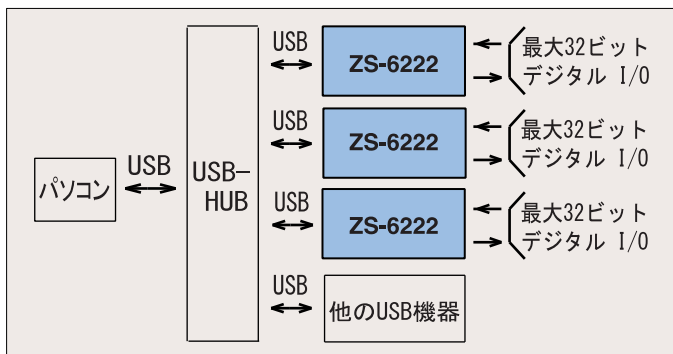 パソコン
USB
USB-
HUB
USB
ZS-6222
最大32ビット
デジタル I/O
USB
ZS-6222
最大32ビット
デジタル I/O
USB
ZS-6222
最大32ビット
デジタル I/O
USB
他のUSB機器